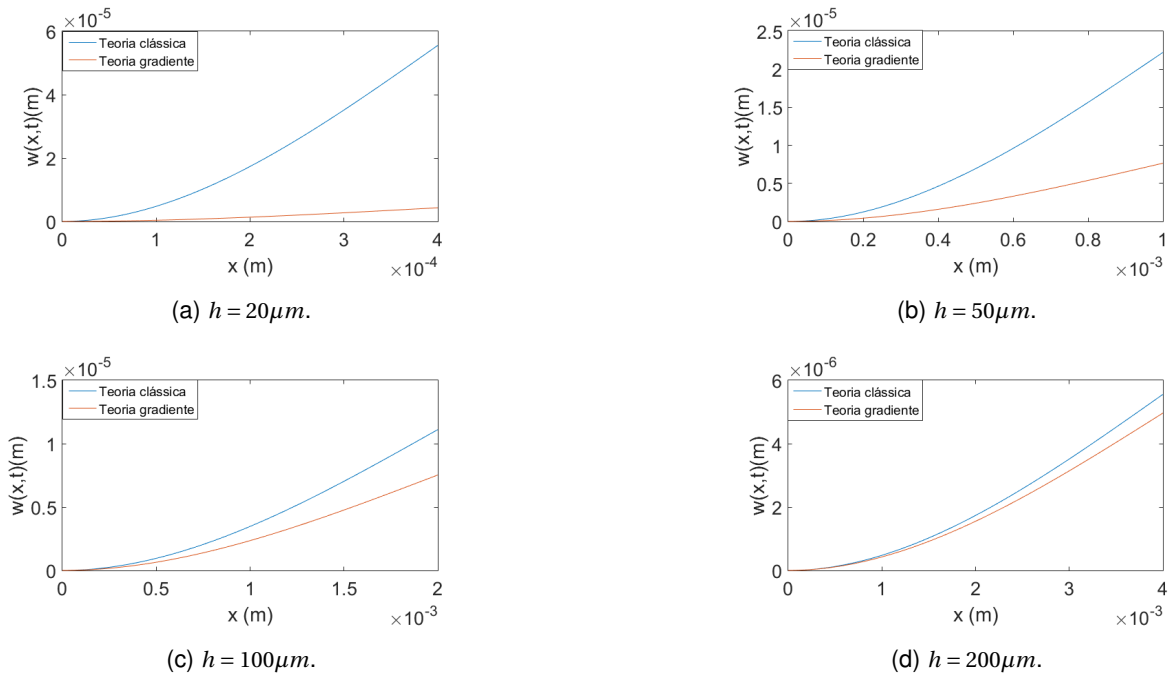 ×10⁻⁵
6
4
2
0
w(x,t)(m)
Teoria clássica
Teoria gradiente
0 1 2 3 4
x (m) ×10⁻⁴
(a) h = 20μm.
×10⁻⁵
2.5
2
1.5
1
0.5
0
w(x,t)(m)
Teoria clássica
Teoria gradiente
0 0.2 0.4 0.6 0.8 1
x (m) ×10⁻³
(b) h = 50μm.
×10⁻⁵
1.5
1
0.5
0
w(x,t)(m)
Teoria clássica
Teoria gradiente
0 0.5 1 1.5 2
x (m) ×10⁻³
(c) h = 100μm.
×10⁻⁶
6
4
2
0
w(x,t)(m)
Teoria clássica
Teoria gradiente
0 1 2 3 4
x (m) ×10⁻³
(d) h = 200μm.